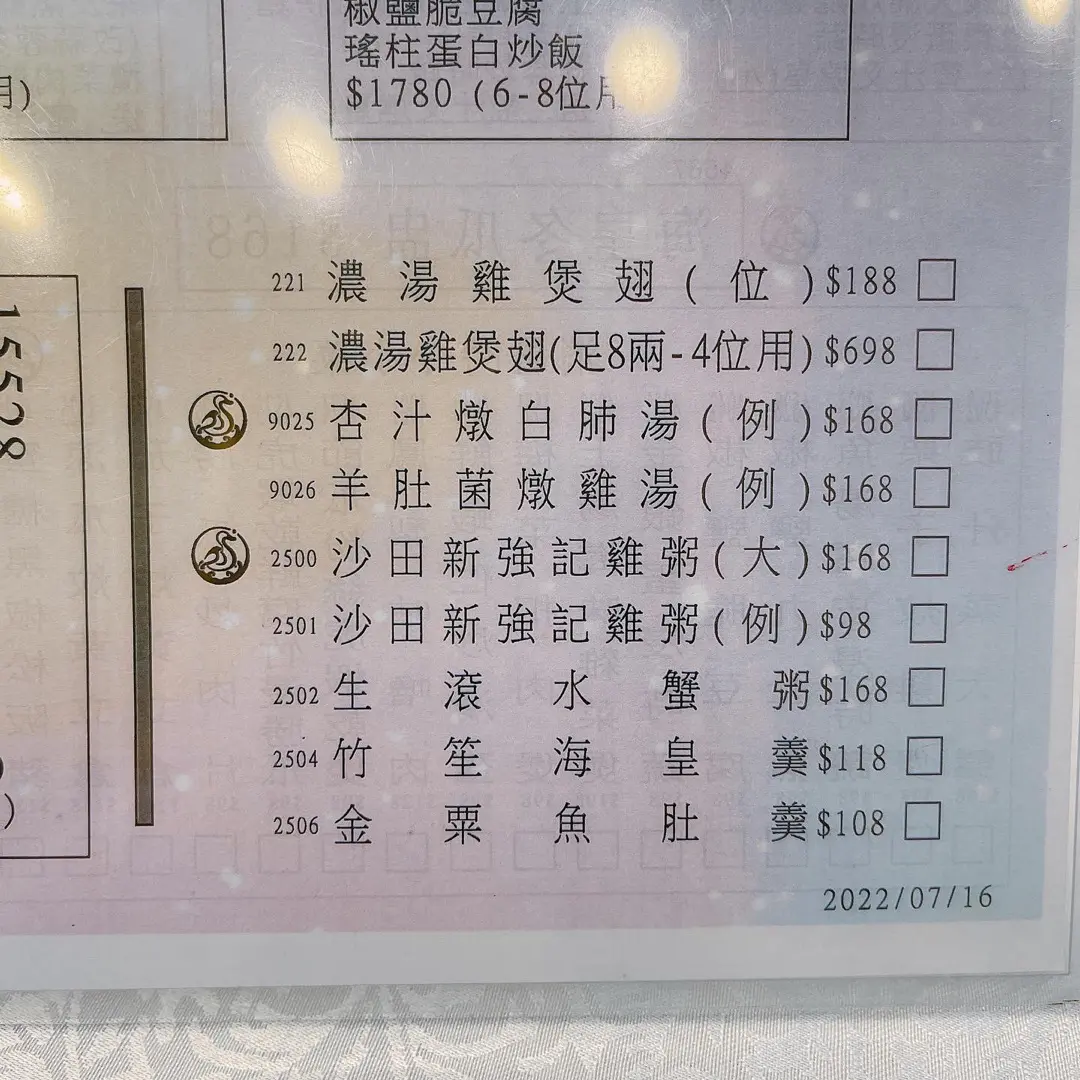 椒鹽脆豆腐
瑤柱蛋白炒飯
$1780 (6-8位用
用)
15528
221 濃湯雞煲翅(位) $188
222 濃湯雞煲翅(足8兩-4位用) $698
9025 杏汁燉白肺湯(例) $168
9026 羊肚菌燉雞湯(例) $168
2500 沙田新強記雞粥(大) $168
2501 沙田新強記雞粥(例) $98
2502 生滾水蟹粥 $168
2504 竹笙海皇羹 $118
2506 金粟魚肚羹 $108
2022/07/16